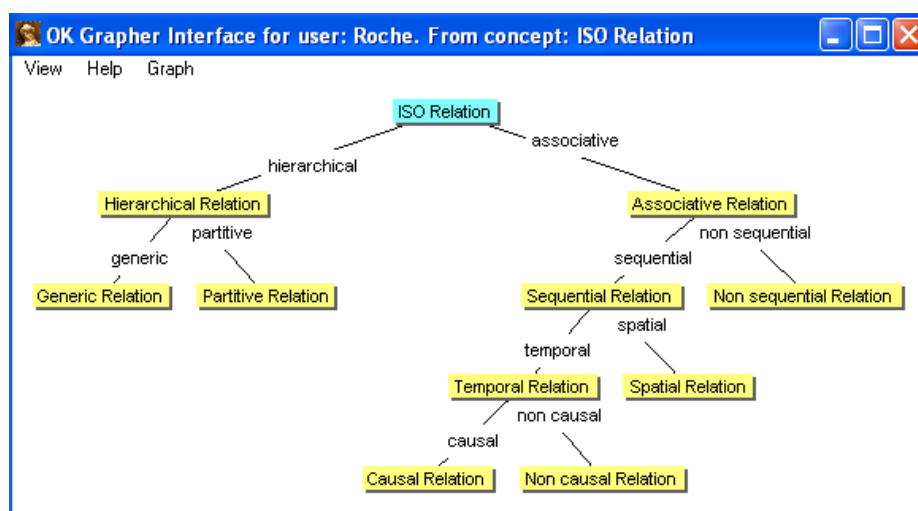 OK Grapher Interface for user: Roche. From concept: ISO Relation
View Help Graph
ISO Relation
associative
hierarchical
Hierarchical Relation Associative Relation
partitive non sequential
generic sequential
Generic Relation Partitive Relation Sequential Relation Non sequential Relation
spatial
temporal
Temporal Relation Spatial Relation
non causal
causal
Causal Relation Non causal Relation